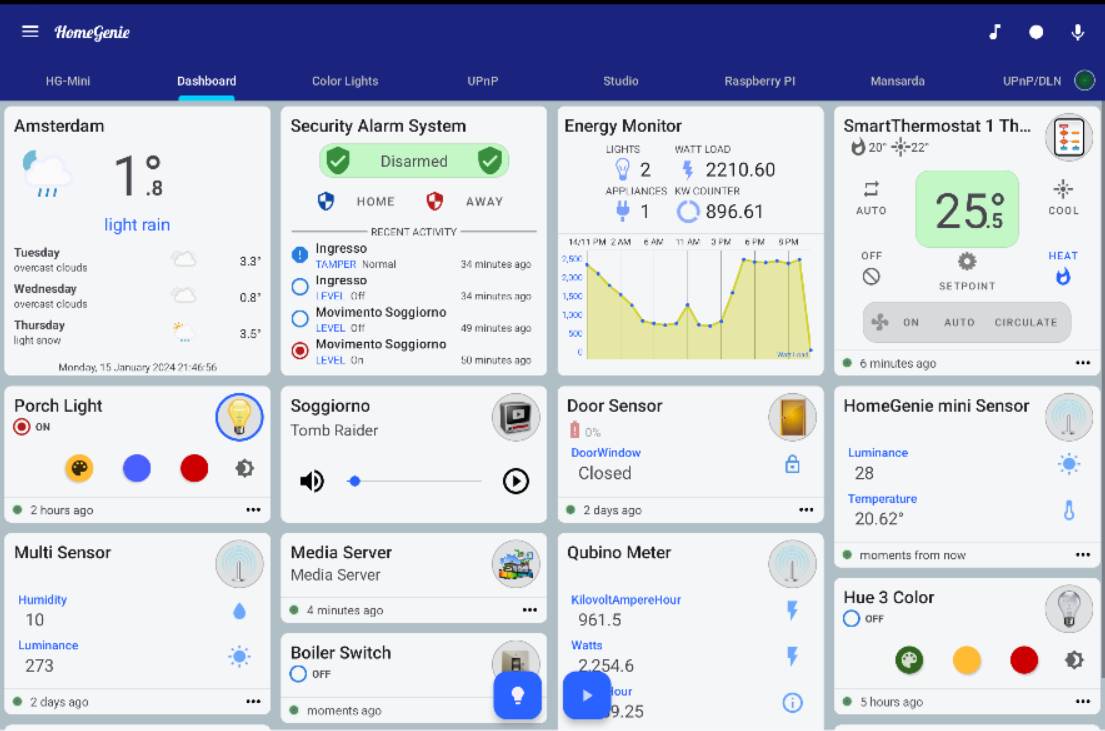 HomeGenie
HG-Mini
Dashboard
Color Lights
UPnP
Studio
Raspberry PI
Mansarda
UPnP/DLN
Amsterdam
1°.8
light rain
Tuesday
overcast clouds
3.3°
Wednesday
overcast clouds
0.8°
Thursday
light snow
3.5°
Monday, 15 January 2024 21:46:56
Security Alarm System
Disarmed
HOME
AWAY
RECENT ACTIVITY
Ingresso
TAMPER Normal
34 minutes ago
Ingresso
LEVEL Off
34 minutes ago
Movimento Soggiorno
LEVEL Off
49 minutes ago
Movimento Soggiorno
LEVEL On
50 minutes ago
Energy Monitor
LIGHTS
2
WATT LOAD
2210.60
APPLIANCES
1
KW COUNTER
896.61
14/11 PM 2 AM 6 AM 11 AM 3 PM 6 PM 8 PM
2,500
2,000
1,500
1,000
500
0
Watt Load
SmartThermostat 1 Th...
20° 22°
AUTO
25°.5
COOL
OFF
SETPOINT
HEAT
ON
AUTO
CIRCULATE
6 minutes ago
Porch Light
ON
2 hours ago
Soggiorno
Tomb Raider
Door Sensor
0%
DoorWindow
Closed
2 days ago
HomeGenie mini Sensor
Luminance
28
Temperature
20.62°
moments from now
Multi Sensor
Humidity
10
Luminance
273
2 days ago
Media Server
Media Server
4 minutes ago
Boiler Switch
OFF
moments ago
Qubino Meter
KilovoltAmpereHour
961.5
Watts
2,254.6
Hour
9.25
Hue 3 Color
OFF
5 hours ago